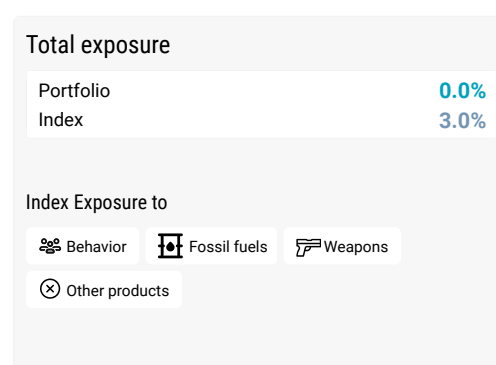 Total exposure
Portfolio 0.0%
Index 3.0%
Index Exposure to
Behavior Fossil fuels Weapons
Other products